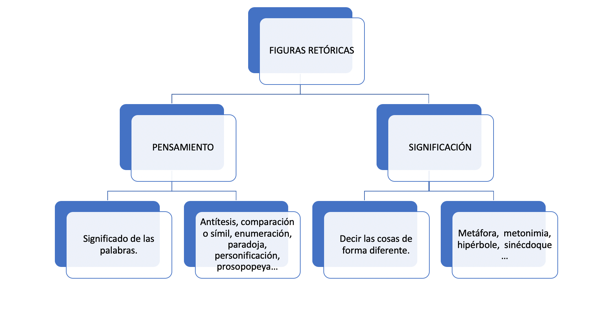 FIGURAS RETÓRICAS
PENSAMIENTO
SIGNIFICACIÓN
Significado de las
palabras.
Antítesis, comparación
o símil, enumeración,
paradoja,
personificación,
prosopopeya...
Decir las cosas de
forma diferente.
Metáfora, metonimia,
hipérbole, sinécdoque
...